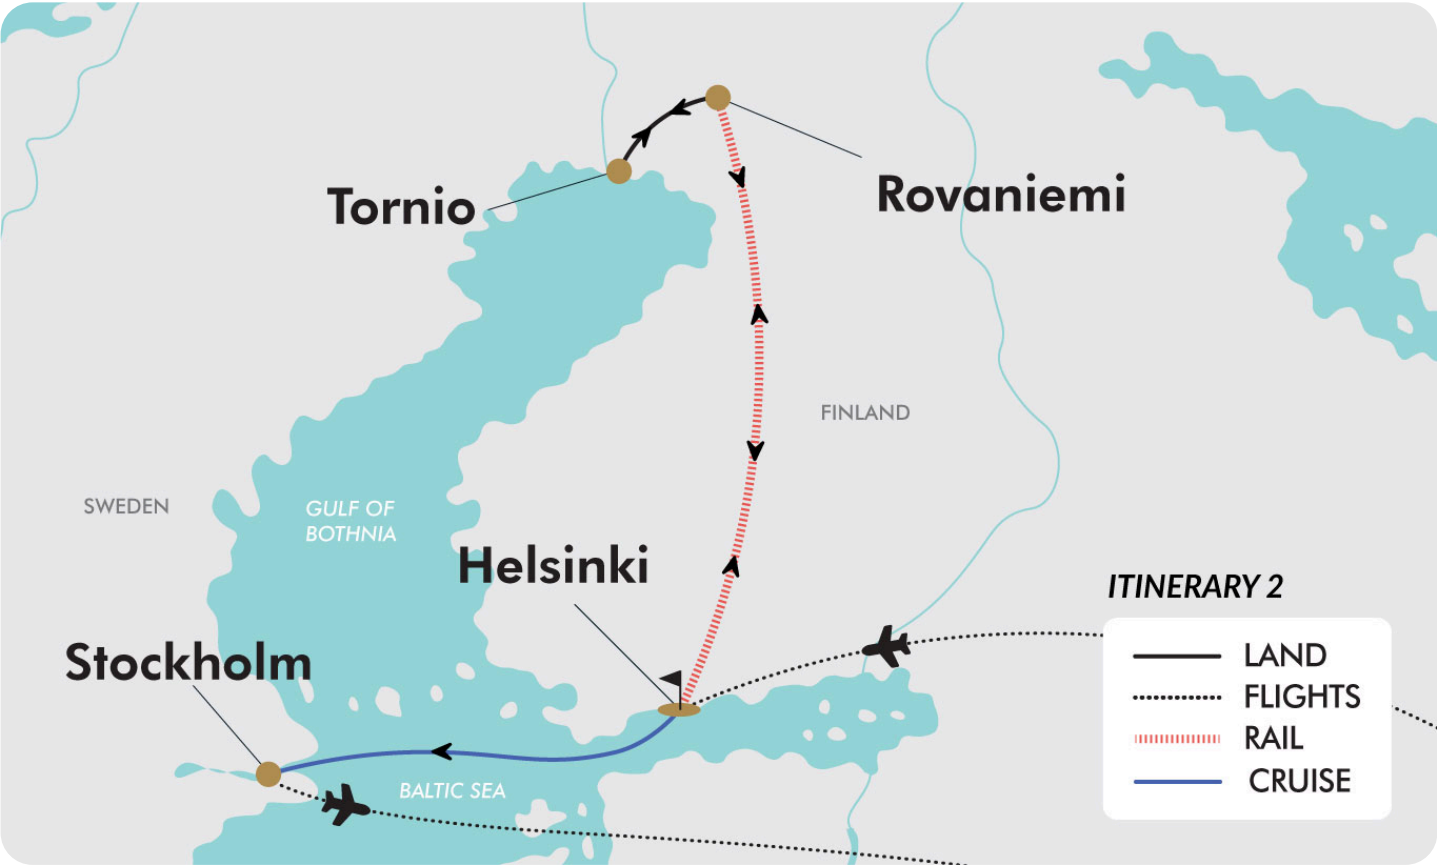 Tornio
Rovaniemi
FINLAND
SWEDEN
GULF OF
BOTHNIA
Helsinki
Stockholm
BALTIC SEA
ITINERARY 2
LAND
FLIGHTS
RAIL
CRUISE